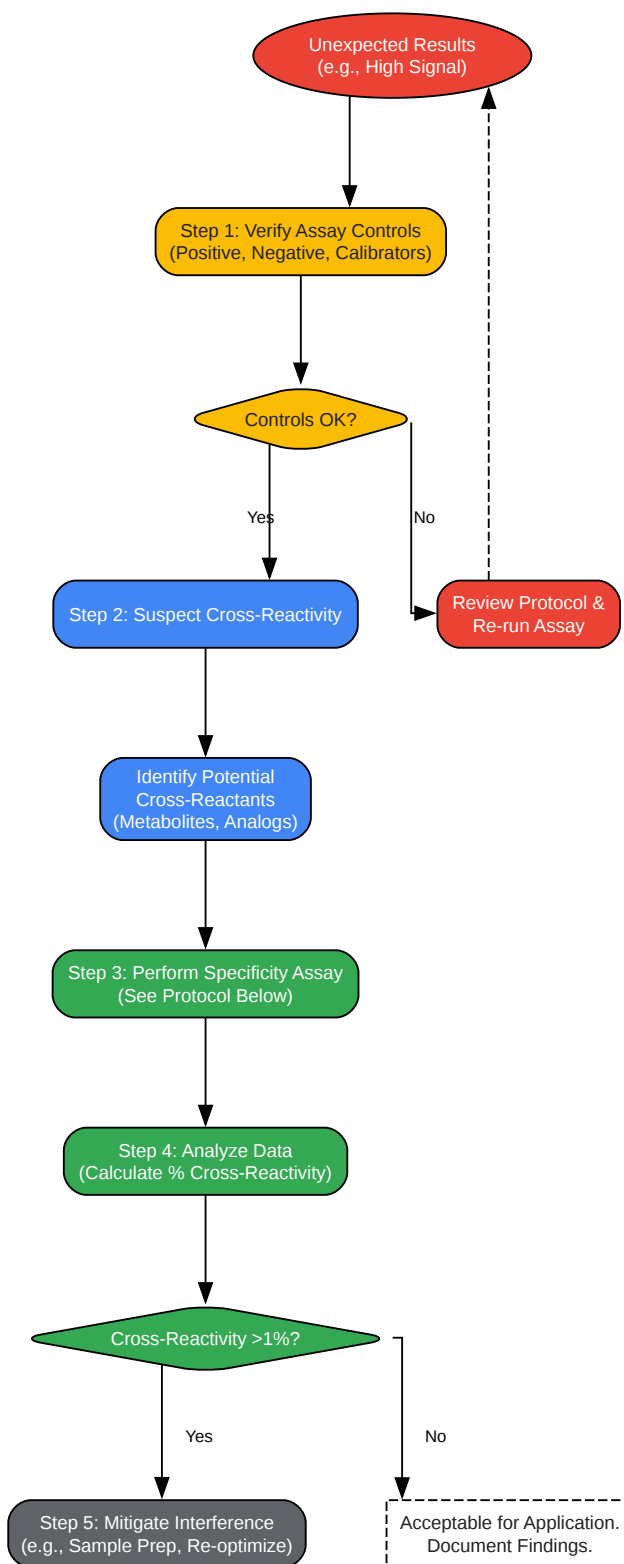 Unexpected Results
(e.g., High Signal)
Step 1: Verify Assay Controls
(Positive, Negative, Calibrators)
Controls OK?
Yes
No
Step 2: Suspect Cross-Reactivity
Review Protocol &
Re-run Assay
Identify Potential
Cross-Reactants
(Metabolites, Analogs)
Step 3: Perform Specificity Assay
(See Protocol Below)
Step 4: Analyze Data
(Calculate % Cross-Reactivity)
Cross-Reactivity >1%?
Yes
No
Step 5: Mitigate Interference
(e.g., Sample Prep, Re-optimize)
Acceptable for Application.
Document Findings.